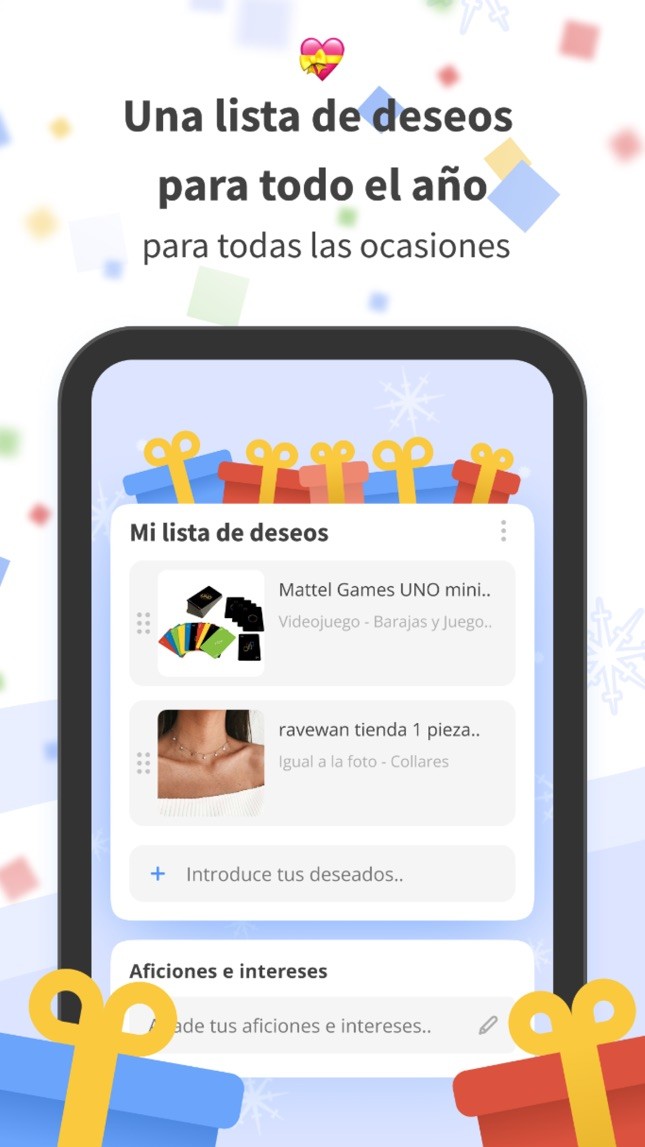 Una lista de deseos
para todo el año
para todas las ocasiones
Mi lista de deseos
Mattel Games UNO mini..
Videojuego - Barajas y Juego..
ravewan tienda 1 pieza..
Igual a la foto - Collares
+ Introduce tus deseados..
Aficiones e intereses
tus aficiones e intereses..